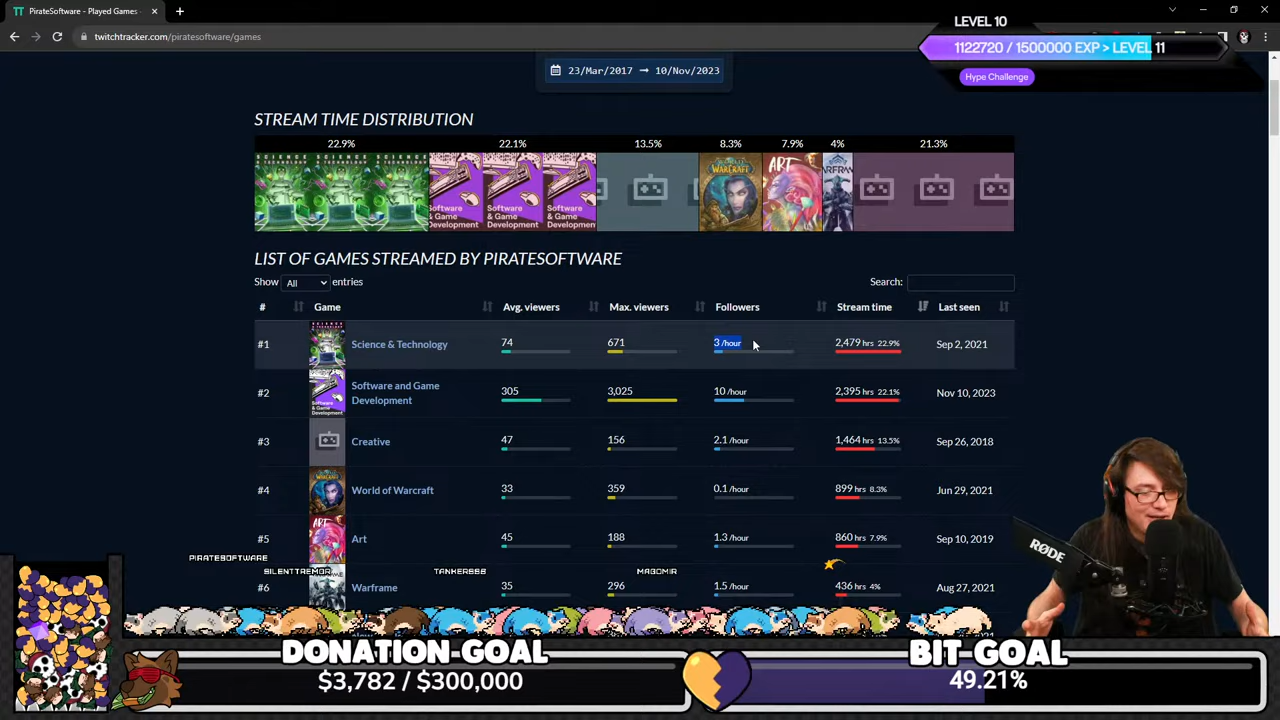 PirateSoftware - Played Games -
LEVEL 10
twitchtracker.com/piratesoftware/games
1122720 / 1500000 EXP > LEVEL 11
Hype Challenge
23/Mar/2017 → 10/Nov/2023
STREAM TIME DISTRIBUTION
22.9% 22.1% 13.5% 8.3% 7.9% 4% 21.3%
LIST OF GAMES STREAMED BY PIRATESOFTWARE
Show All entries Search:
# Game Avg. viewers Max. viewers Followers Stream time Last seen
#1 Science & Technology 74 671 3 /hour 2,479 hrs 22.9% Sep 2, 2021
#2 Software and Game Development 305 3,025 10 /hour 2,395 hrs 22.1% Nov 10, 2023
#3 Creative 47 156 2.1 /hour 1,464 hrs 13.5% Sep 26, 2018
#4 World of Warcraft 33 359 0.1 /hour 899 hrs 8.3% Jun 29, 2021
#5 Art 45 188 1.3 /hour 860 hrs 7.9% Sep 10, 2019
#6 Warframe 35 296 1.5 /hour 436 hrs 4% Aug 27, 2021
RØDE
PIRATESOFTWARE
TANKER888 MABOMIR
DONATION GOAL
$3,782 / $300,000
BIT GOAL
49.21%